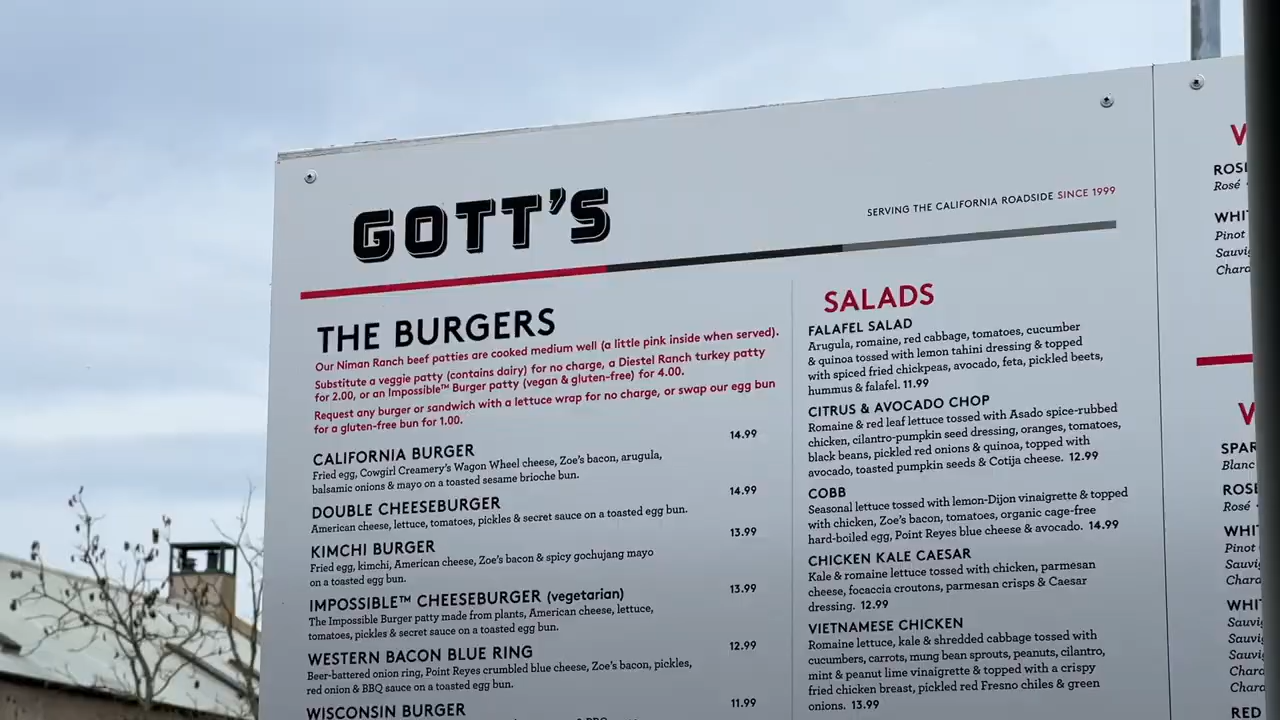 GOTT'S
SERVING THE CALIFORNIA ROADSIDE SINCE 1999
THE BURGERS
Our Niman Ranch beef patties are cooked medium well (a little pink inside when served).
Substitute a veggie patty (contains dairy) for no charge, a Diestel Ranch turkey patty
for 2.00, or an Impossible™ Burger patty (vegan & gluten-free) for 4.00.
Request any burger or sandwich with a lettuce wrap for no charge, or swap our egg bun
for a gluten-free bun for 1.00.
CALIFORNIA BURGER 14.99
Fried egg, Cowgirl Creamery's Wagon Wheel cheese, Zoe's bacon, arugula,
balsamic onions & mayo on a toasted sesame brioche bun.
DOUBLE CHEESEBURGER 14.99
American cheese, lettuce, tomatoes, pickles & secret sauce on a toasted egg bun.
KIMCHI BURGER 13.99
Fried egg, kimchi, American cheese, Zoe's bacon & spicy gochujang mayo
on a toasted egg bun.
IMPOSSIBLE™ CHEESEBURGER (vegetarian) 13.99
The Impossible Burger patty made from plants, American cheese, lettuce,
tomatoes, pickles & secret sauce on a toasted egg bun.
WESTERN BACON BLUE RING 12.99
Beer-battered onion ring, Point Reyes crumbled blue cheese, Zoe's bacon, pickles,
red onion & BBQ sauce on a toasted egg bun.
WISCONSIN BURGER 11.99
SALADS
FALAFEL SALAD
Arugula, romaine, red cabbage, tomatoes, cucumber
& quinoa tossed with lemon tahini dressing & topped
with spiced fried chickpeas, avocado, feta, pickled beets,
hummus & falafel. 11.99
CITRUS & AVOCADO CHOP
Romaine & red leaf lettuce tossed with Asado spice-rubbed
chicken, cilantro-pumpkin seed dressing, oranges, tomatoes,
black beans, pickled red onions & quinoa, topped with
avocado, toasted pumpkin seeds & Cotija cheese. 12.99
COBB
Seasonal lettuce tossed with lemon-Dijon vinaigrette & topped
with chicken, Zoe's bacon, tomatoes, organic cage-free
hard-boiled egg, Point Reyes blue cheese & avocado. 14.99
CHICKEN KALE CAESAR
Kale & romaine lettuce tossed with chicken, parmesan
cheese, focaccia croutons, parmesan crisps & Caesar
dressing. 12.99
VIETNAMESE CHICKEN
Romaine lettuce, kale & shredded cabbage tossed with
cucumbers, carrots, mung bean sprouts, peanuts, cilantro,
mint & peanut lime vinaigrette & topped with a crispy
fried chicken breast, pickled red Fresno chiles & green
onions. 13.99
Rosé
Pinot
Blanc
Rosé
Pinot
RED